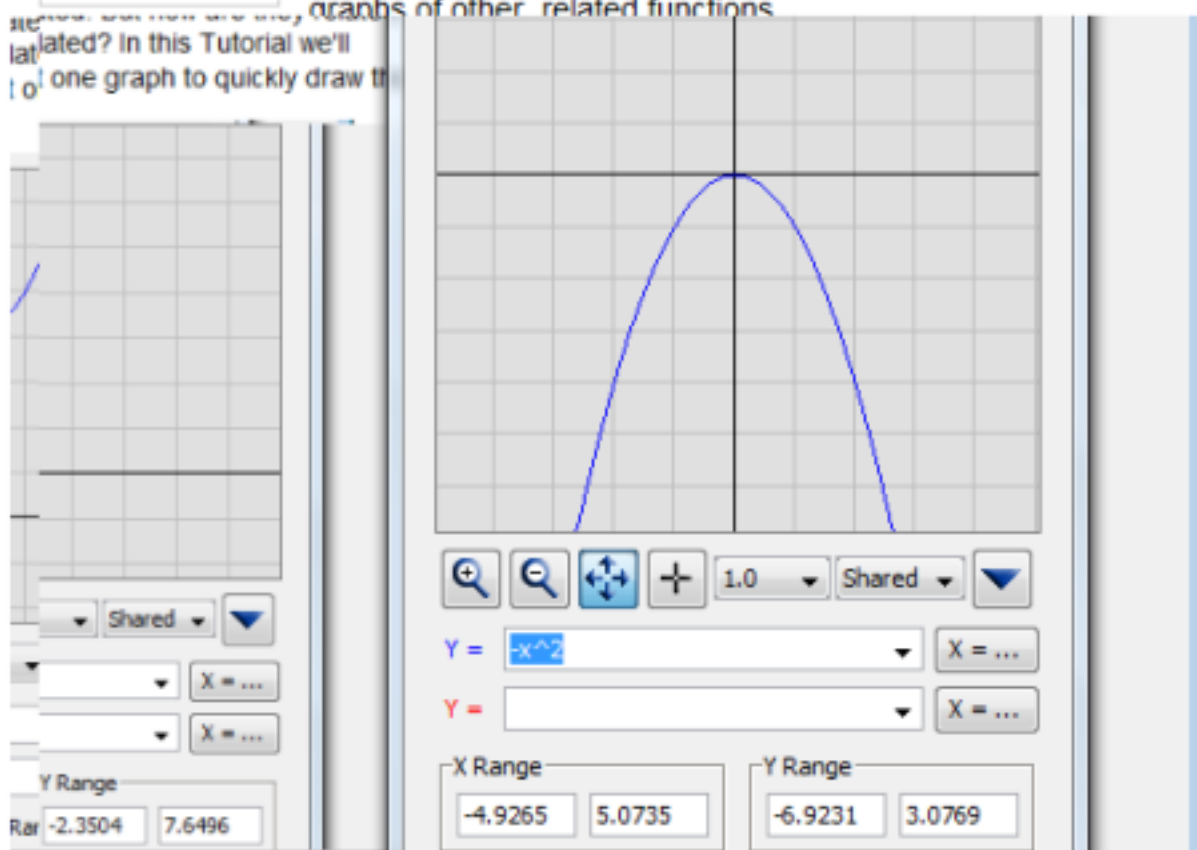 graphs of other, related functions
lated? In this Tutorial we'll
one graph to quickly draw th
Shared
X = ...
X = ...
Y Range
-2.3504 7.6496
1.0 Shared
Y = -x^2 X = ...
Y = X = ...
X Range Y Range
-4.9265 5.0735 -6.9231 3.0769